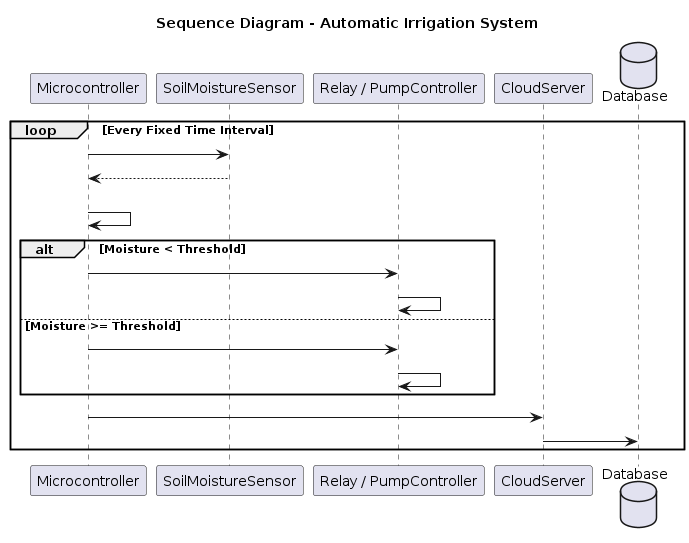 Sequence Diagram - Automatic Irrigation System
Microcontroller
SoilMoistureSensor
Relay / PumpController
CloudServer
Database
loop
[Every Fixed Time Interval]
alt
[Moisture < Threshold]
[Moisture >= Threshold]
Microcontroller
SoilMoistureSensor
Relay / PumpController
CloudServer
Database